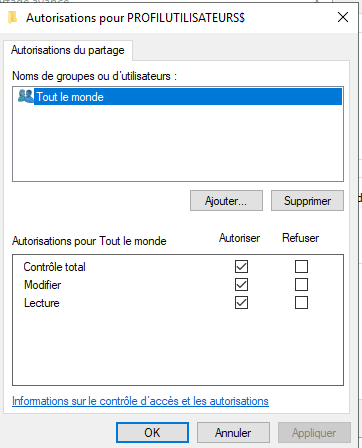 Autorisations pour PROFILUTILISATEURS$
Autorisations du partage
Noms de groupes ou d'utilisateurs :
Tout le monde
Ajouter...
Supprimer
Autorisations pour Tout le monde
Autoriser
Refuser
Contrôle total
Modifier
Lecture
Informations sur le contrôle d'accès et les autorisations
OK
Annuler
Appliquer